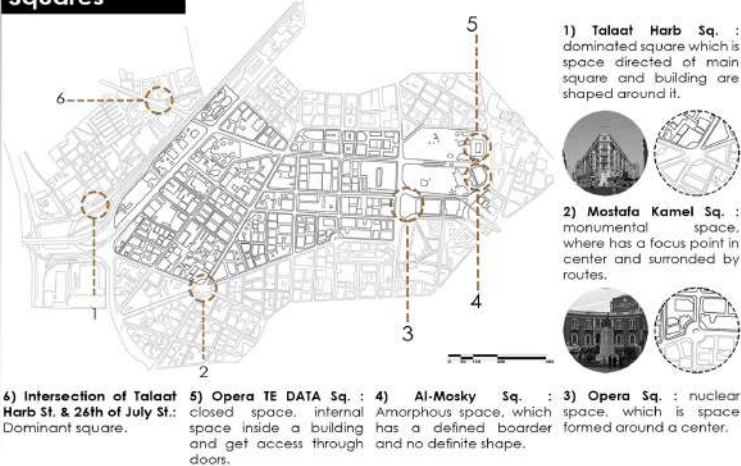 Squares
5
6
1
2
3
4
1) Talaat Harb Sq. :
dominated square which is
space directed of main
square and building are
shaped around it.
2) Mostafa Kamel Sq. :
monumental space,
where has a focus point in
center and surronded by
routes.
6) Intersection of Talaat
Harb St. & 26th of July St.:
Dominant square.
5) Opera TE DATA Sq. :
closed space, internal
space inside a building
and get access through
doors.
4) Al-Mosky Sq. :
Amorphous space, which
has a defined boarder
and no definite shape.
3) Opera Sq. : nuclear
space, which is space
formed around a center.